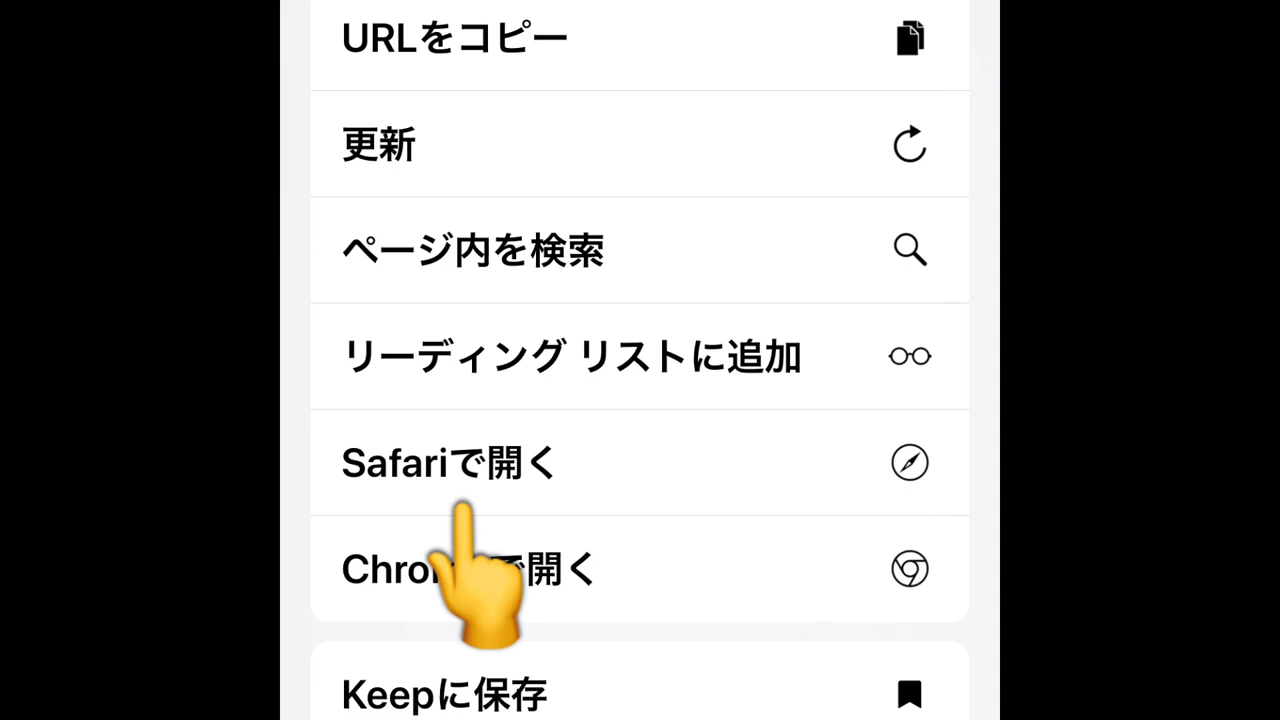 URLをコピー
更新
ページ内を検索
リーディング リストに追加
Safariで開く
で開く
Keepに保存